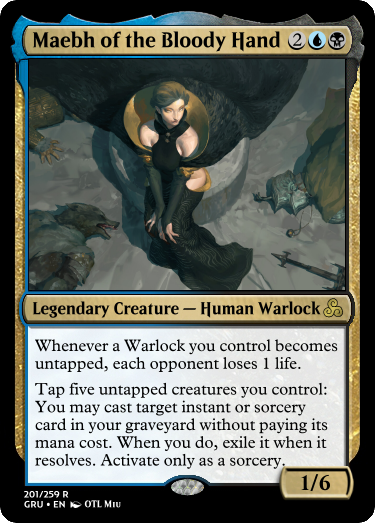 Maebh of the Bloody Hand 2
Legendary Creature — Human Warlock
Whenever a Warlock you control becomes
untapped, each opponent loses 1 life.
Tap five untapped creatures you control:
You may cast target instant or sorcery
card in your graveyard without paying its
mana cost. When you do, exile it when it
resolves. Activate only as a sorcery.
1/6
201/259 R
GRU • EN OTL Miu